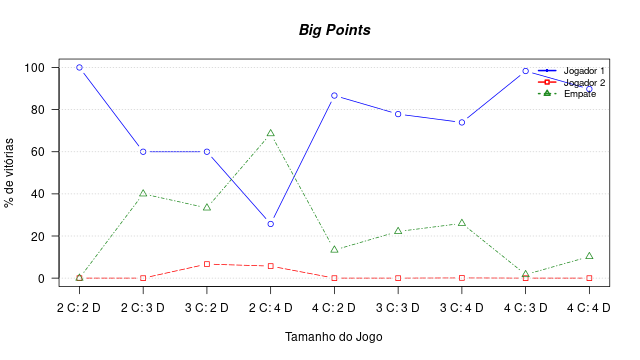 Big Points
Jogador 1
Jogador 2
Empate
100
80
60
40
20
0
% de vitórias
2 C: 2 D 2 C: 3 D 3 C: 2 D 2 C: 4 D 4 C: 2 D 3 C: 3 D 3 C: 4 D 4 C: 3 D 4 C: 4 D
Tamanho do Jogo